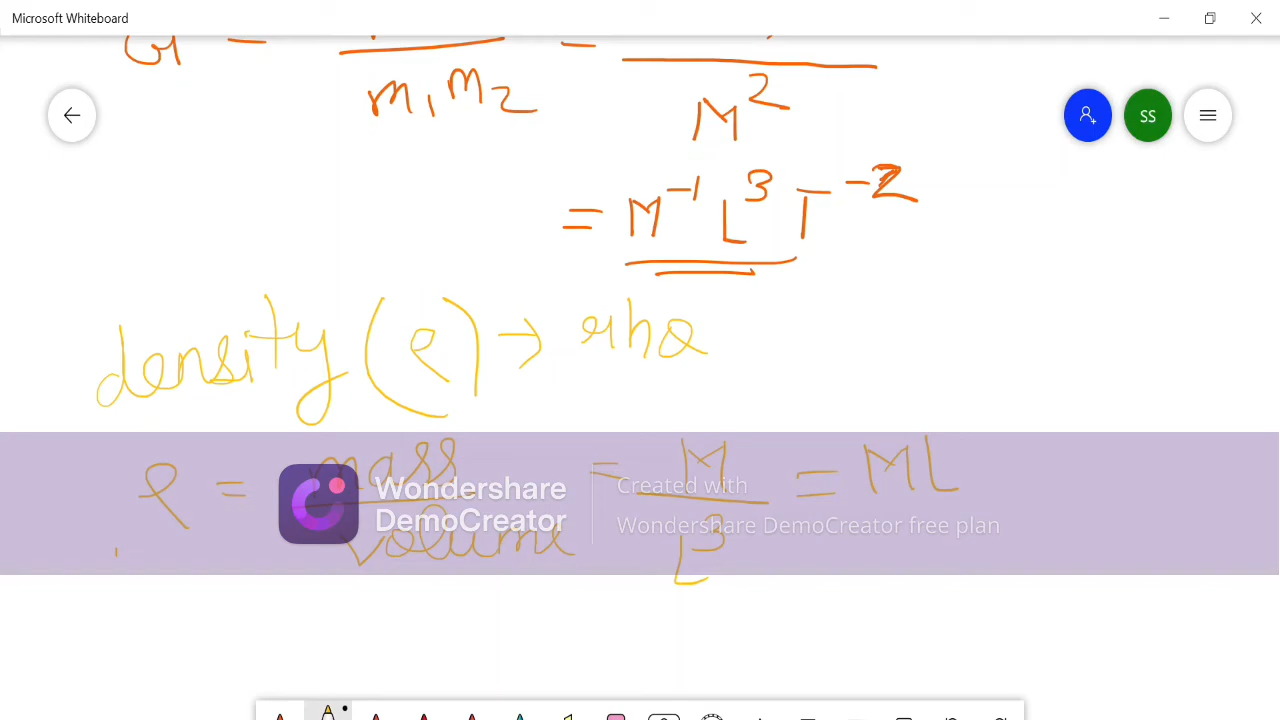 Microsoft Whiteboard
G = m₁m₂ = M²
SS
= M⁻¹ L³ T⁻²
density (ρ) → rho
ρ = mass / volume = M / L³ = ML
Wondershare DemoCreator
Created with
Wondershare DemoCreator free plan